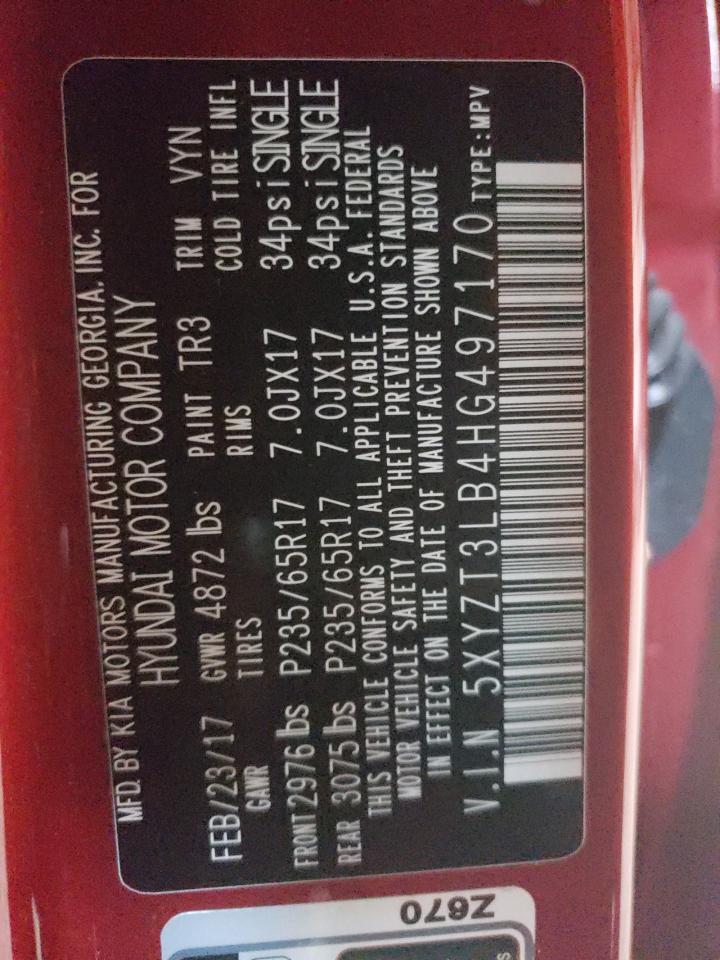 MFD. BY KIA MOTORS MANUFACTURING GEORGIA, INC. FOR
HYUNDAI MOTOR COMPANY
FEB/23/17 GVWR 4872 lbs PAINT TR3 TRIM VYN
GAWR TIRES RIMS COLD TIRE INFL
FRONT 2976 lbs P235/65R17 7.0JX17 34psi SINGLE
REAR 3075 lbs P235/65R17 7.0JX17 34psi SINGLE
THIS VEHICLE CONFORMS TO ALL APPLICABLE U.S.A. FEDERAL
MOTOR VEHICLE SAFETY AND THEFT PREVENTION STANDARDS
IN EFFECT ON THE DATE OF MANUFACTURE SHOWN ABOVE
V.I.N 5XYZT3LB4HG497170 TYPE:MPV
Z670